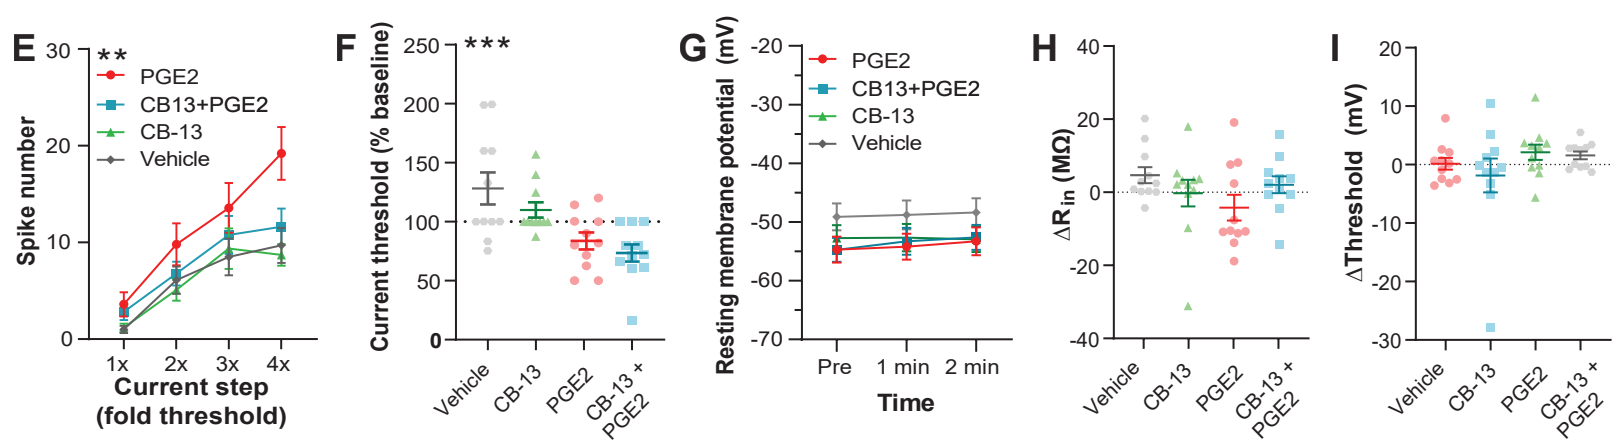 E
Spike number
30
20
10
0
**
PGE2
CB13+PGE2
CB-13
Vehicle
1x 2x 3x 4x
Current step
(fold threshold)
F
Current threshold (% baseline)
250
200
150
100
50
0
***
Vehicle
CB-13
PGE2
CB-13 +
PGE2
G
Resting membrane potential (mV)
-20
-30
-40
-50
-60
-70
PGE2
CB13+PGE2
CB-13
Vehicle
Pre 1 min 2 min
Time
H
ΔRin (MΩ)
40
20
0
-20
-40
Vehicle
CB-13
PGE2
CB-13 +
PGE2
I
ΔThreshold (mV)
20
10
0
-10
-20
-30
Vehicle
CB-13
PGE2
CB-13 +
PGE2